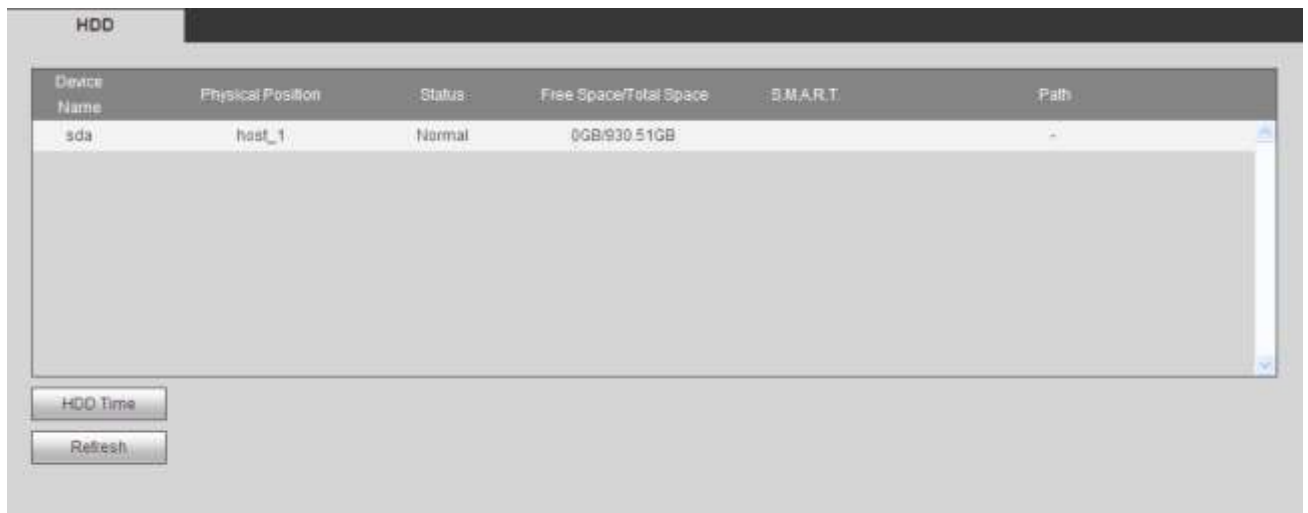 HDD
Device Name Physical Position Status Free Space/Total Space S.M.A.R.T Path
sda host_1 Normal 0GB/930.51GB -
HDD Time
Refresh